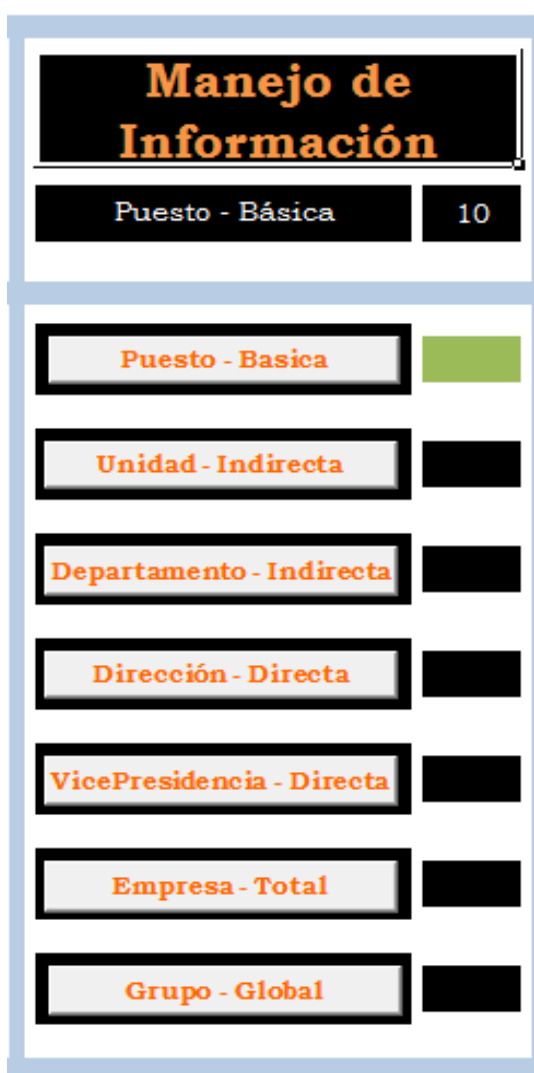 Manejo de
Información
Puesto - Básica 10
Puesto - Basica
Unidad - Indirecta
Departamento - Indirecta
Dirección - Directa
VicePresidencia - Directa
Empresa - Total
Grupo - Global